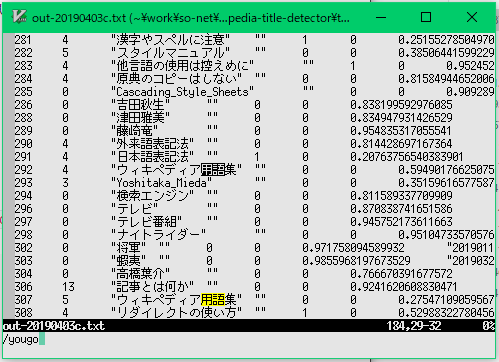 out-20190403c.txt (~¥work¥so-net¥...pedia-title-detector¥t...
281 4 "漢字やスペルに注意" "" 1 0 0.25155278504970
282 5 "スタイルマニュアル" "" 0 0 0.38506441599229
283 4 "他言語の使用は控えめに" "" 1 0 0.952452
284 4 "原典のコピーはしない" "" 0 0 0.81584944652006
285 0 "Cascading_Style_Sheets" "" 0 0 0.909289
286 0 "吉田秋生" "" 0 0 0.838199592976085
288 0 "津田雅美" "" 0 0 0.834947931426529
289 0 "藤崎竜" "" 0 0 0.954835317055541
290 4 "外来語表記法" "" 0 0 0.814428697167364
291 4 "日本語表記法" "" 1 0 0.20763756540383901
292 4 "ウィキペディア用語集" "" 0 0 0.59490176625075
293 3 "Yoshitaka_Mieda" "" 0 0 0.35159616577587
294 0 "検索エンジン" "" 0 0 0.811589337709909
296 0 "テレビ" "" 0 0 0.870838741651586
297 0 "テレビ番組" "" 0 0 0.945752173611663
298 0 "ナイトライダー" "" 0 0 0.95104733570576
302 0 "将軍" "" 0 0 0.971758094589932 "2019011
303 0 "蝦夷" "" 0 0 0.9855968197673529 "2019032
304 0 "高橋葉介" "" 0 0 0.766670391677572
306 13 "記事とは何か" "" 0 0 0.9241620608830471
307 5 "ウィキペディア用語集" "" 0 0 0.27547109059567
308 4 "リダイレクトの使い方" "" 1 0 0.52988322780456
out-20190403c.txt 184,29-32 0%
/yougo